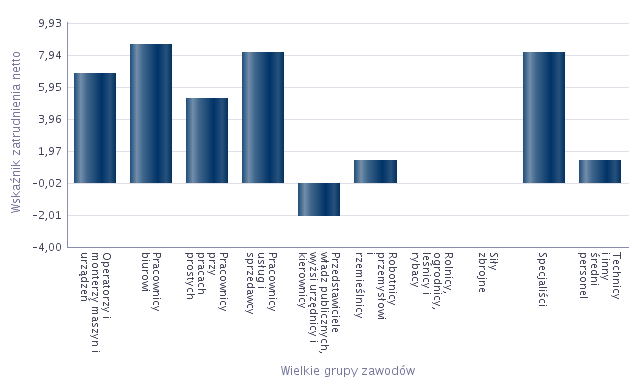 9,93
7,94
5,95
3,96
1,97
-0,02
-2,01
-4,00
Wskaźnik zatrudnienia netto
Operatorzy i
monterzy maszyn i
urządzeń
Pracownicy
biurowi
Pracownicy
przy
pracach
prostych
Pracownicy
usług i
sprzedawcy
Przedstawiciele
władz publicznych,
wyżsi urzędnicy i
kierownicy
Robotnicy
przemysłowi
i
rzemieślnicy
Rolnicy,
ogrodnicy,
leśnicy i
rybacy
Siły
zbrojne
Specjaliści
Technicy
i inny
średni
personel
Wielkie grupy zawodów